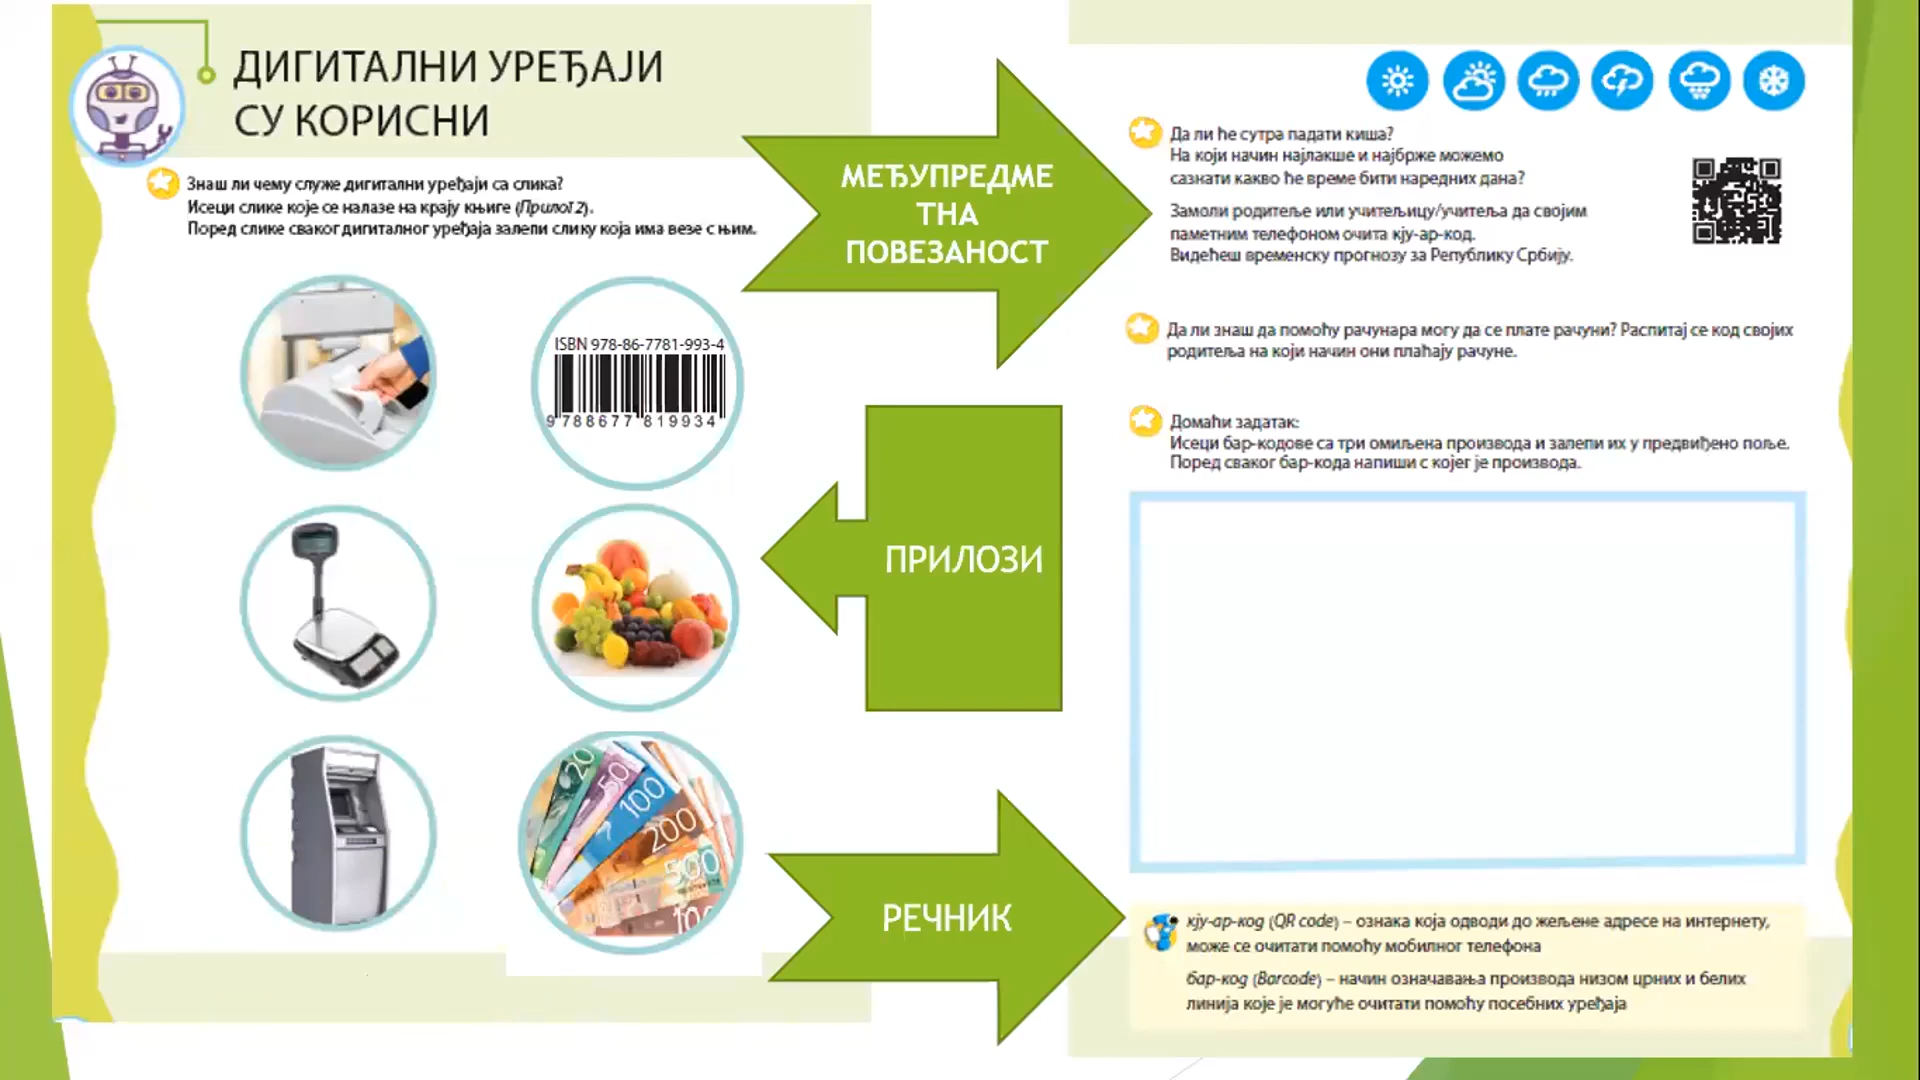 ДИГИТАЛНИ УРЕЂАЈИ
СУ КОРИСНИ
Знаш ли чему служе дигитални уређаји са слика?
Исеци слике које се налазе на крају књиге (Прилог 2).
Поред слике сваког дигиталног уређаја залепи слику која има везе с њим.
ISBN 978-86-7781-993-4
9 788677 819934
20
50
100
200
500
100
МЕЂУПРЕДМЕ
ТНА
ПОВЕЗАНОСТ
ПРИЛОЗИ
РЕЧНИК
Да ли ће сутра падати киша?
На који начин најлакше и најбрже можемо
сазнати какво ће време бити наредних дана?
Замоли родитеље или учитељицу/учитеља да својим
паметним телефоном очита кју-ар-код.
Видећеш временску прогнозу за Републику Србију.
Да ли знаш да помоћу рачунара могу да се плате рачуни? Распитај се код својих
родитеља на који начин они плаћају рачуне.
Домаћи задатак:
Исеци бар-кодове са три омиљена производа и залепи их у предвиђено поље.
Поред сваког бар-кода напиши с којег је производа.
кју-ар-код (QR code) – ознака која одводи до жељене адресе на интернету,
може се очитати помоћу мобилног телефона
бар-код (Barcode) – начин означавања производа низом црних и белих
линија које је могуће очитати помоћу посебних уређаја